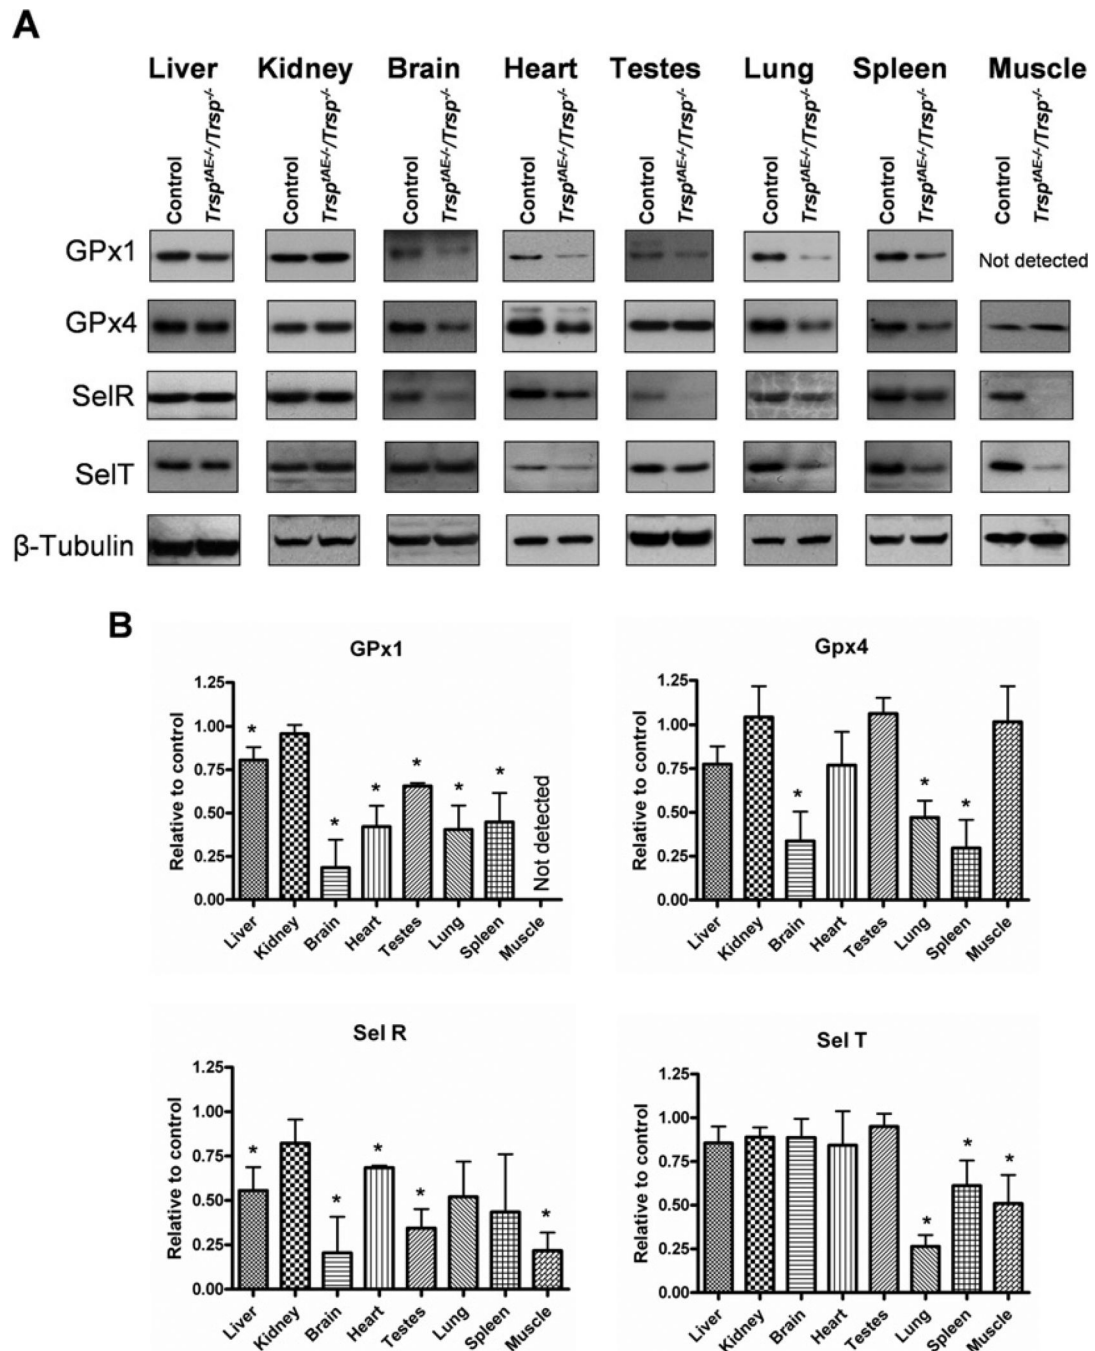 A
Liver Kidney Brain Heart Testes Lung Spleen Muscle
Control Trsp^tAE-/-/Trsp^-/- Control Trsp^tAE-/-/Trsp^-/- Control Trsp^tAE-/-/Trsp^-/- Control Trsp^tAE-/-/Trsp^-/- Control Trsp^tAE-/-/Trsp^-/- Control Trsp^tAE-/-/Trsp^-/- Control Trsp^tAE-/-/Trsp^-/- Control Trsp^tAE-/-/Trsp^-/-
GPx1 Not detected
GPx4
SelR
SelT
β-Tubulin
B
GPx1
Relative to control
1.25
1.00
0.75
0.50
0.25
0.00
* * * * * *
Not detected
Liver Kidney Brain Heart Testes Lung Spleen Muscle
Gpx4
Relative to control
1.25
1.00
0.75
0.50
0.25
0.00
* * *
Liver Kidney Brain Heart Testes Lung Spleen Muscle
Sel R
Relative to control
1.25
1.00
0.75
0.50
0.25
0.00
* * * * *
Liver Kidney Brain Heart Testes Lung Spleen Muscle
Sel T
Relative to control
1.25
1.00
0.75
0.50
0.25
0.00
* * *
Liver Kidney Brain Heart Testes Lung Spleen Muscle